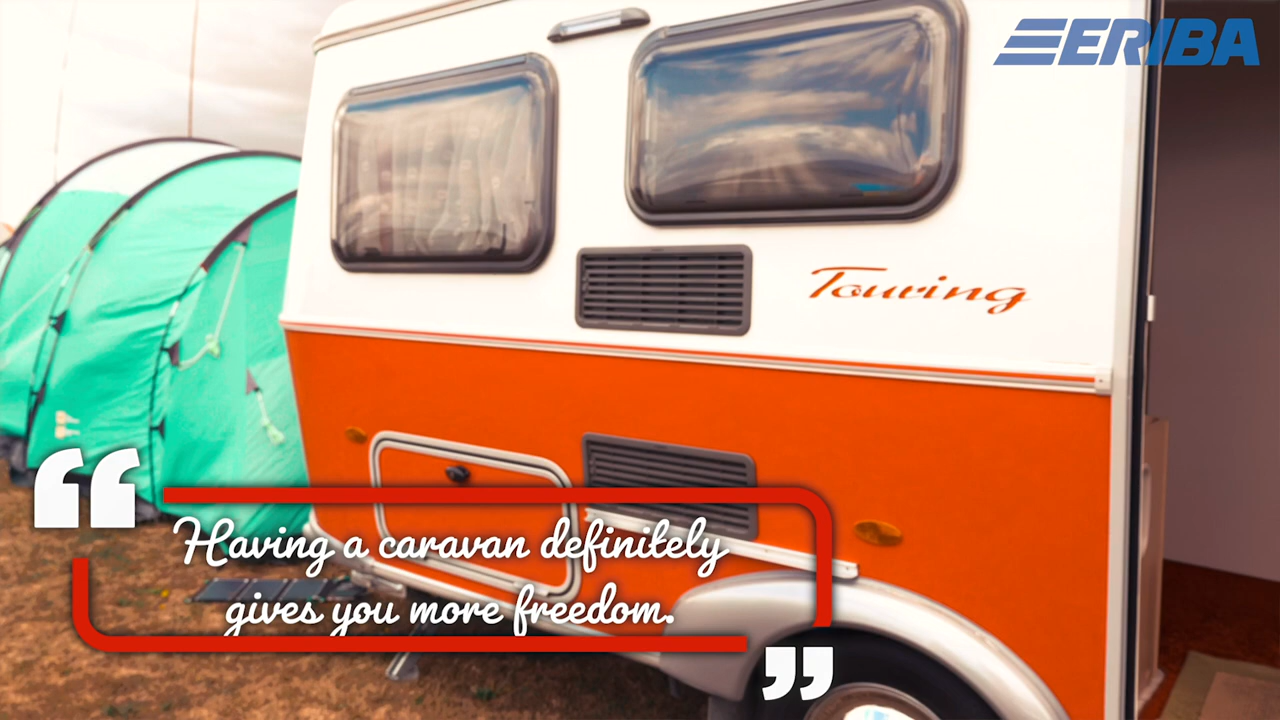 ERIBA
Touring
“Having a caravan definitely
gives you more freedom.”